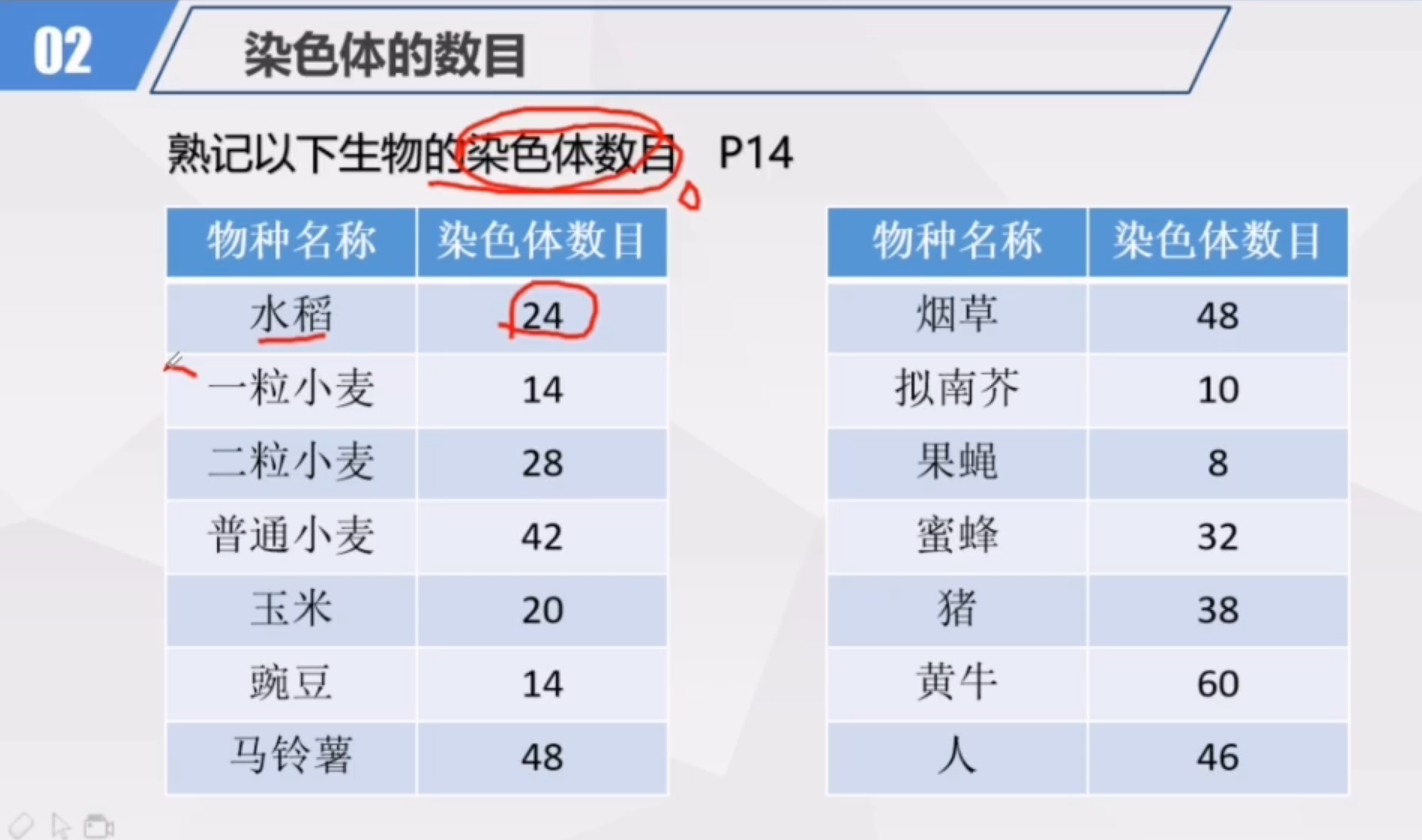 02
染色体的数目
熟记以下生物的染色体数目 P14
物种名称 染色体数目
水稻 24
一粒小麦 14
二粒小麦 28
普通小麦 42
玉米 20
豌豆 14
马铃薯 48
物种名称 染色体数目
烟草 48
拟南芥 10
果蝇 8
蜜蜂 32
猪 38
黄牛 60
人 46